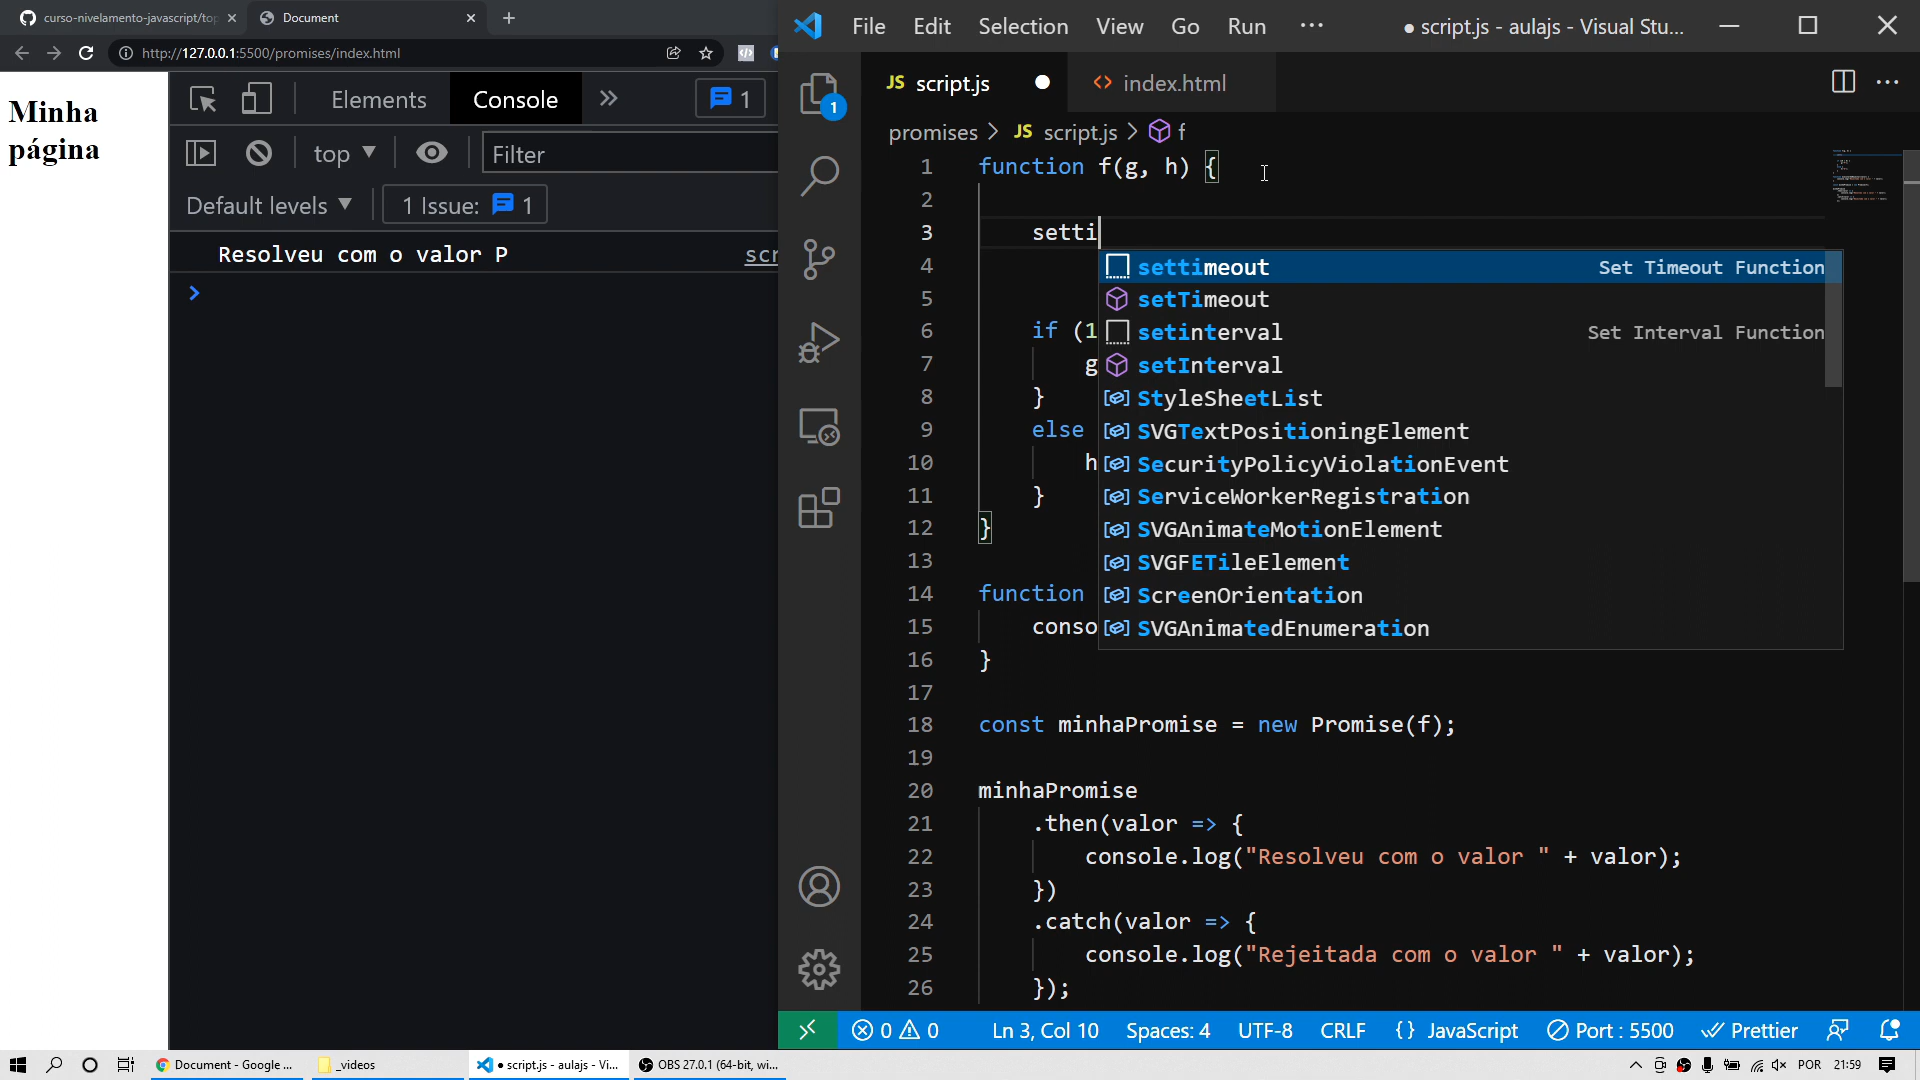 curso-nivelamento-javascript/top
Document
http://127.0.0.1:5500/promises/index.html
Minha
página
Elements
Console
1
top
Filter
Default levels
1 Issue: 1
Resolveu com o valor P
scr
File Edit Selection View Go Run ···
● script.js - aulajs - Visual Stu...
1
JS script.js
index.html
promises > JS script.js > f
1 function f(g, h) {
2
3 setti
4
5
6 if (1
7 g
8 }
9 else
10 h
11 }
12 }
13
14 function
15 conso
16 }
17
18 const minhaPromise = new Promise(f);
19
20 minhaPromise
21 .then(valor => {
22 console.log("Resolveu com o valor " + valor);
23 })
24 .catch(valor => {
25 console.log("Rejeitada com o valor " + valor);
26 });
settimeout Set Timeout Function
setTimeout
setinterval Set Interval Function
setInterval
StyleSheetList
SVGTextPositioningElement
SecurityPolicyViolationEvent
ServiceWorkerRegistration
SVGAnimateMotionElement
SVGFETileElement
ScreenOrientation
SVGAnimatedEnumeration
0 0 Ln 3, Col 10 Spaces: 4 UTF-8 CRLF {} JavaScript Port : 5500 Prettier
Document - Google ...
_videos
● script.js - aulajs - Vi...
OBS 27.0.1 (64-bit, wi...
POR 21:59